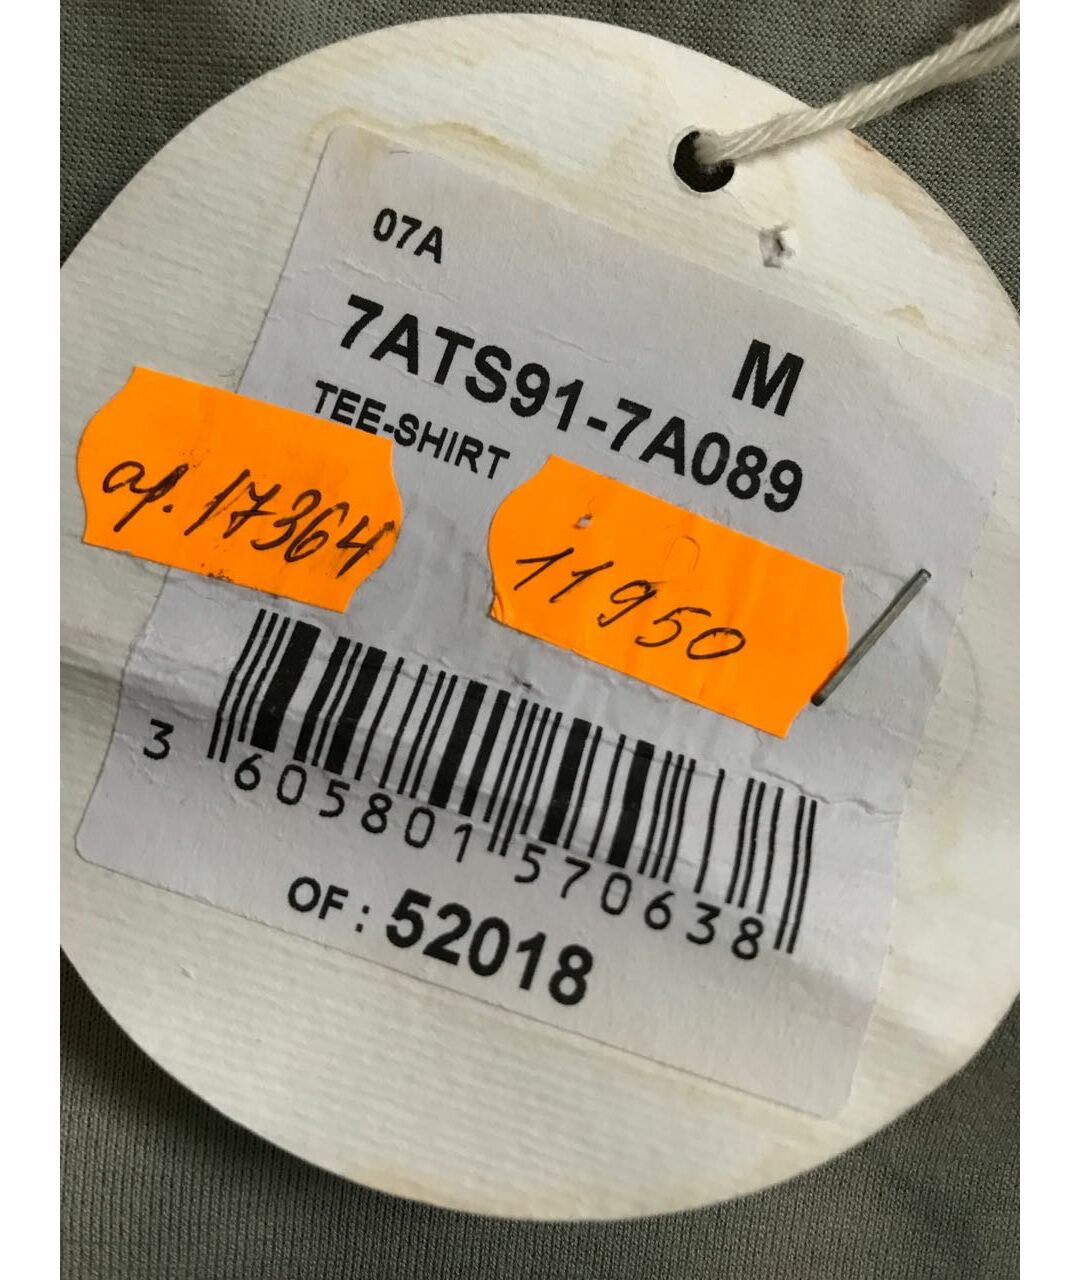 07A
M
7ATS91-7A089
TEE-SHIRT
ар. 17364
11950
3 605801 570638
OF: 52018